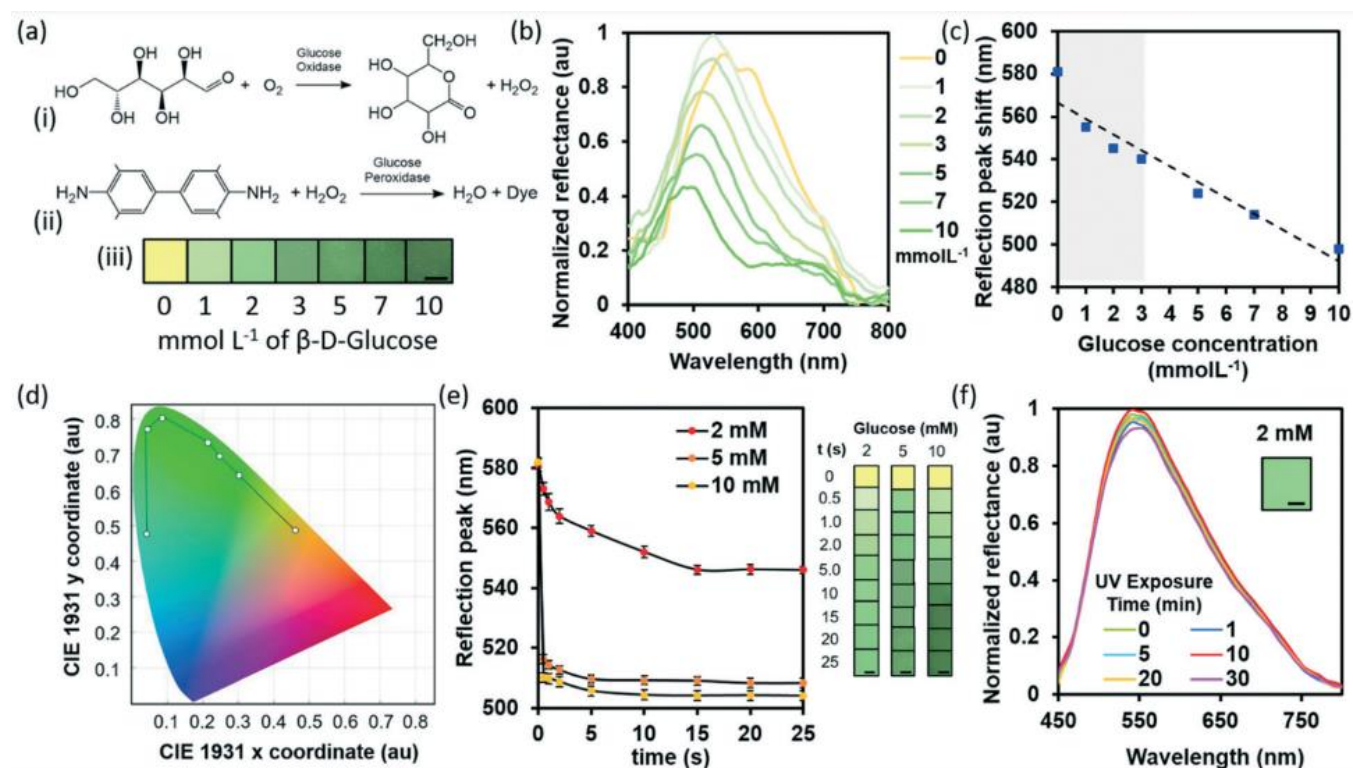 (a)
OH
OH
HO
O
OH
OH
+ O₂
Glucose
Oxidase
CH₂OH
O
HO
HO
O
OH
+ H₂O₂
(i)
H₂N
NH₂
+ H₂O₂
Glucose
Peroxidase
H₂O + Dye
(ii)
(iii)
0 1 2 3 5 7 10
mmol L⁻¹ of β-D-Glucose
(b)
Normalized reflectance (au)
1
0.8
0.6
0.4
0.2
0
400 500 600 700 800
Wavelength (nm)
0
1
2
3
5
7
10
mmolL⁻¹
(c)
Reflection peak shift (nm)
600
580
560
540
520
500
480
0 1 2 3 4 5 6 7 8 9 10
Glucose concentration
(mmolL⁻¹)
(d)
CIE 1931 y coordinate (au)
0.8
0.7
0.6
0.5
0.4
0.3
0.2
0.1
0.1 0.2 0.3 0.4 0.5 0.6 0.7 0.8
CIE 1931 x coordinate (au)
(e)
Reflection peak (nm)
600
580
560
540
520
500
0 5 10 15 20 25
time (s)
2 mM
5 mM
10 mM
Glucose (mM)
t (s) 2 5 10
0
0.5
1.0
2.0
5.0
10
15
20
25
(f)
Normalized reflectance (au)
1
0.8
0.6
0.4
0.2
0
2 mM
UV Exposure
Time (min)
0 1
5 10
20 30
450 550 650 750
Wavelength (nm)